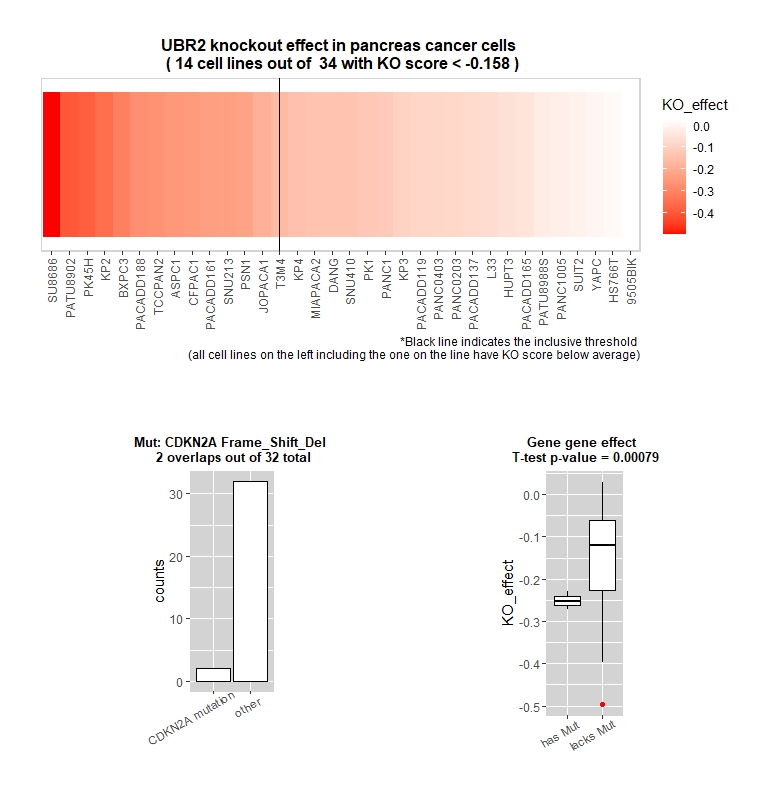 UBR2 knockout effect in pancreas cancer cells
( 14 cell lines out of  34 with KO score < -0.158 )
KO_effect
0.0
-0.1
-0.2
-0.3
-0.4
SU8686
PATU8902
PK45H
KP2
BXPC3
PACADD188
TCCPAN2
ASPC1
CFPAC1
PACADD161
SNU213
PSN1
JOPACA1
T3M4
KP4
MIAPACA2
DANG
SNU410
PK1
PANC1
KP3
PACADD119
PANC0403
PANC0203
PACADD137
L33
HUPT3
PACADD165
PATU8988S
PANC1005
SUIT2
YAPC
HS766T
9505BIK
*Black line indicates the inclusive threshold
(all cell lines on the left including the one on the line have KO score below average)
Mut: CDKN2A Frame_Shift_Del
2 overlaps out of 32 total
counts
30
20
10
0
CDKN2A mutation
other
Gene gene effect
T-test p-value = 0.00079
KO_effect
0.0
-0.1
-0.2
-0.3
-0.4
-0.5
has Mut
lacks Mut